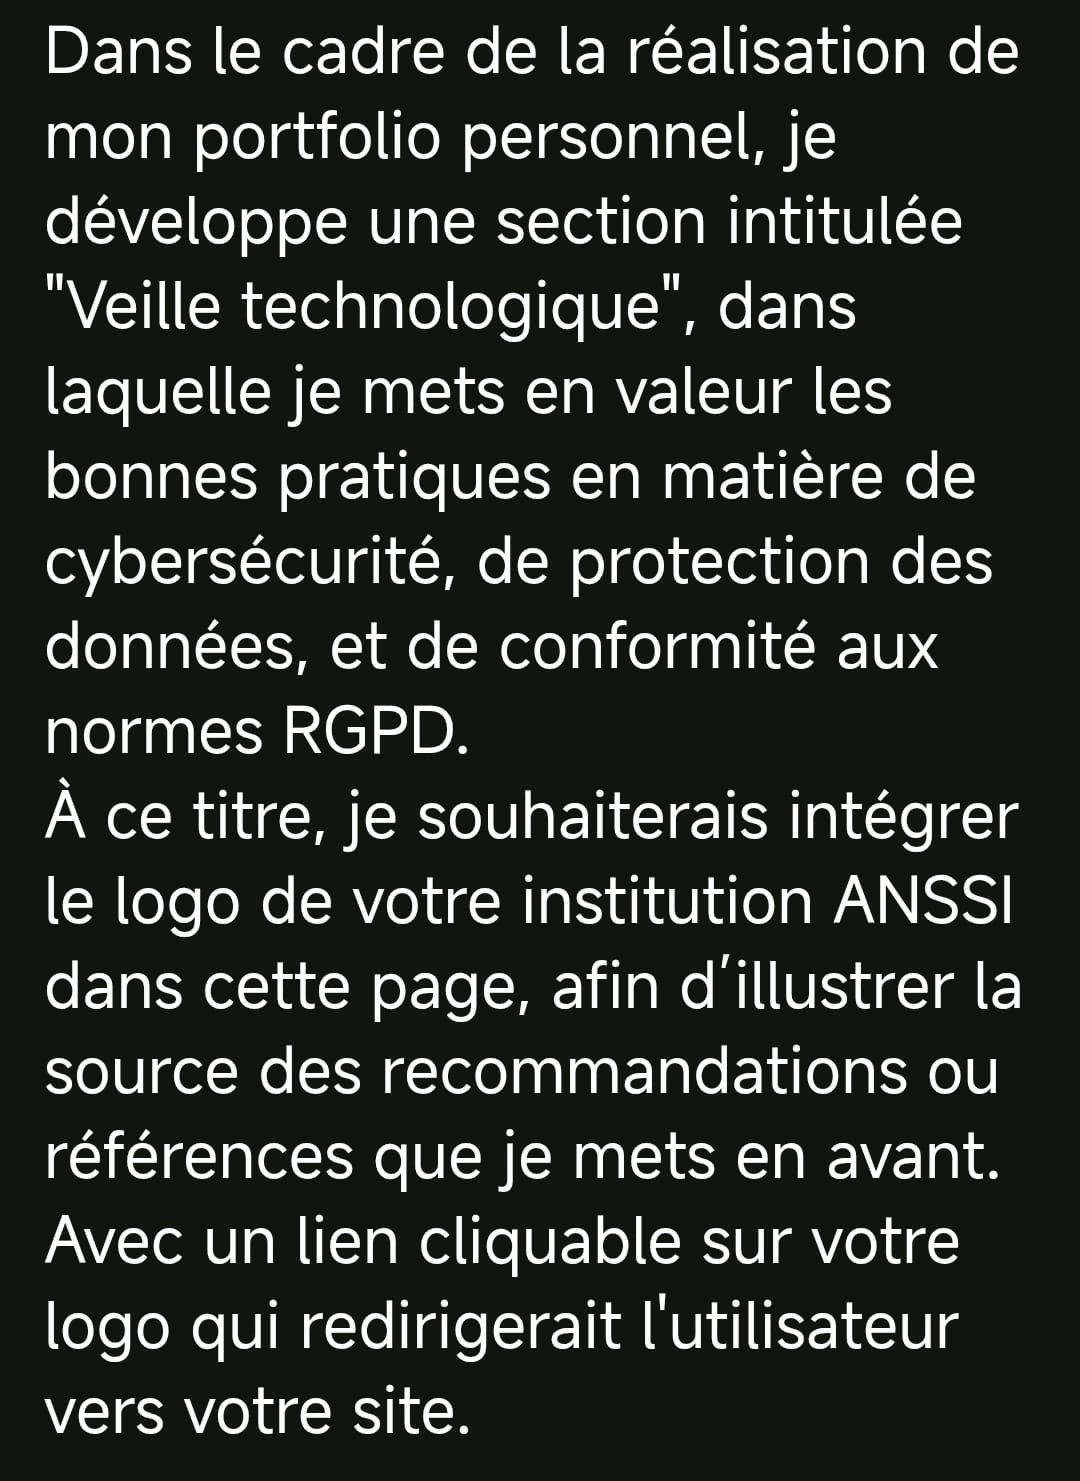 Dans le cadre de la réalisation de
mon portfolio personnel, je
développe une section intitulée
"Veille technologique", dans
laquelle je mets en valeur les
bonnes pratiques en matière de
cybersécurité, de protection des
données, et de conformité aux
normes RGPD.
À ce titre, je souhaiterais intégrer
le logo de votre institution ANSSI
dans cette page, afin d’illustrer la
source des recommandations ou
références que je mets en avant.
Avec un lien cliquable sur votre
logo qui redirigerait l'utilisateur
vers votre site.